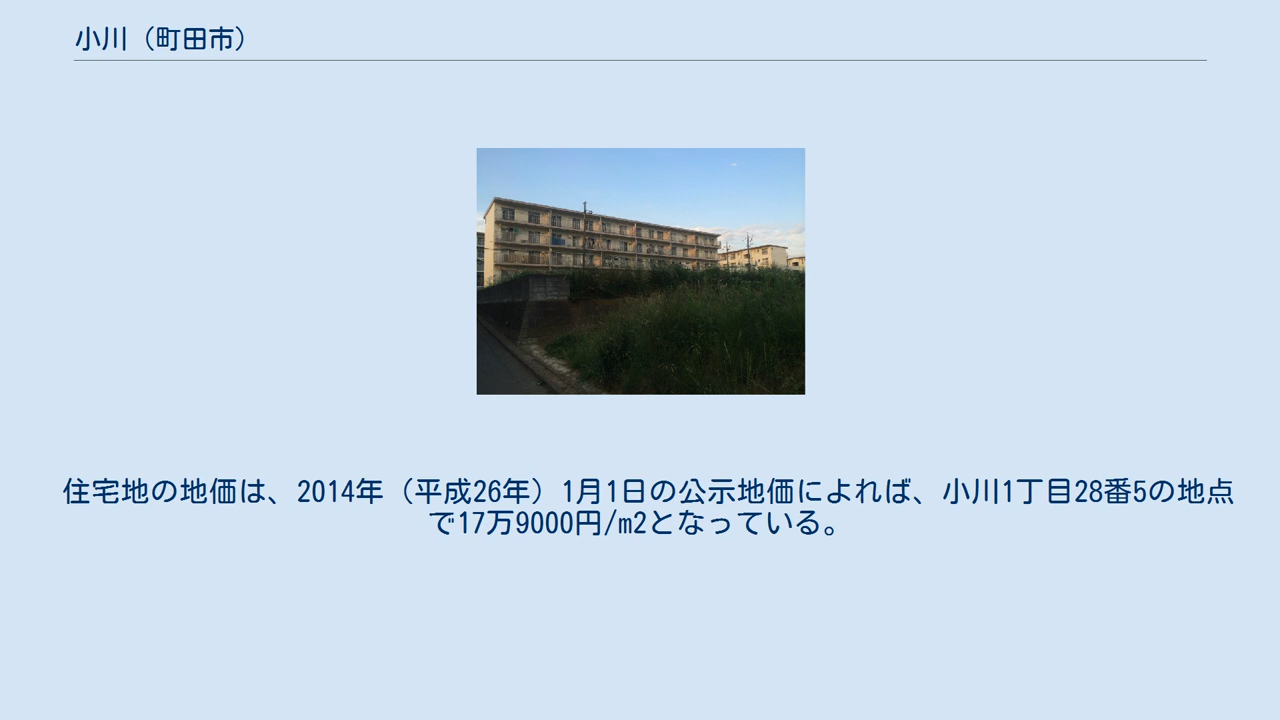 小川（町田市）
住宅地の地価は、2014年（平成26年）1月1日の公示地価によれば、小川1丁目28番5の地点
で17万9000円/m2となっている。